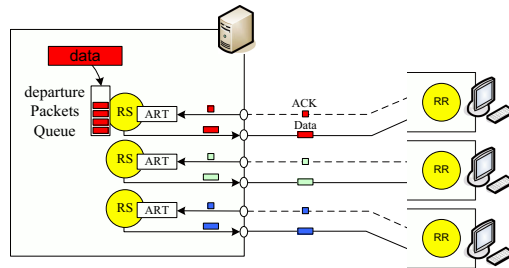 data
departure
Packets
Queue
RS
ART
ACK
Data
RR
RS
ART
RR
RS
ART
RR